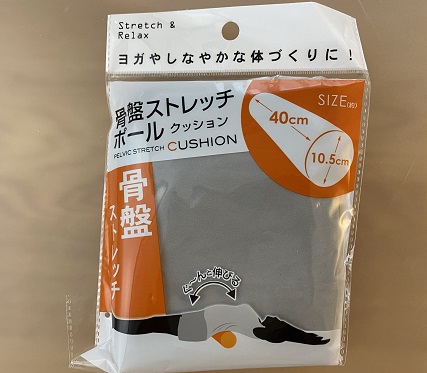 Stretch &
Relax
ヨガやしなやかな体づくりに！
骨盤ストレッチ
ポール クッション
PELVIC STRETCH CUSHION
SIZE(約)
40cm
10.5cm
骨盤
ストレッチ
ぐ〜んと伸びる